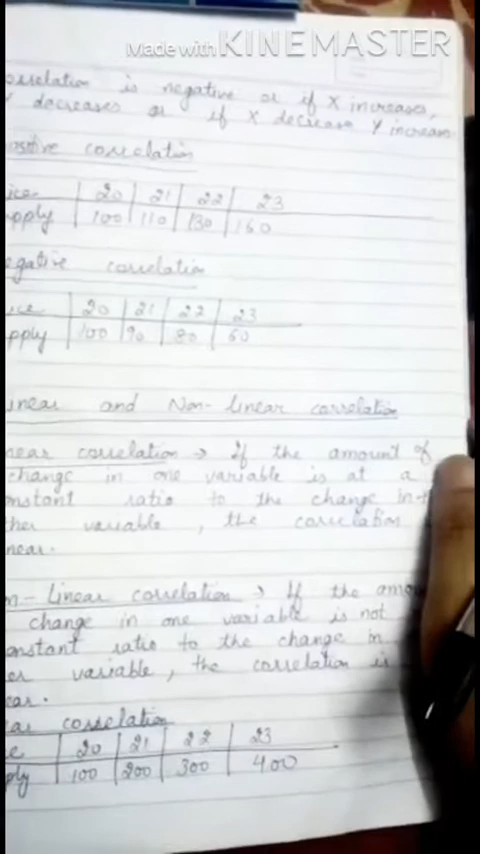 Made with KINEMASTER
correlation is negative or if X increases,
Y decreases or if X decrease Y increas
ositive correlation
ice 20 21 22 23
pply 100 110 130 160
egative correlation
ice 20 21 22 23
pply 100 90 80 60
inear and Non-linear correlation
near correlation → If the amount of
change in one variable is at a
onstant ratio to the change in
ther variable, the correlation
near.
n-Linear correlation → If the amo
change in one variable is not
onstant ratio to the change in
er variable, the correlation is
ear.
ear correlation
e 20 21 22 23
ply 100 200 300 400